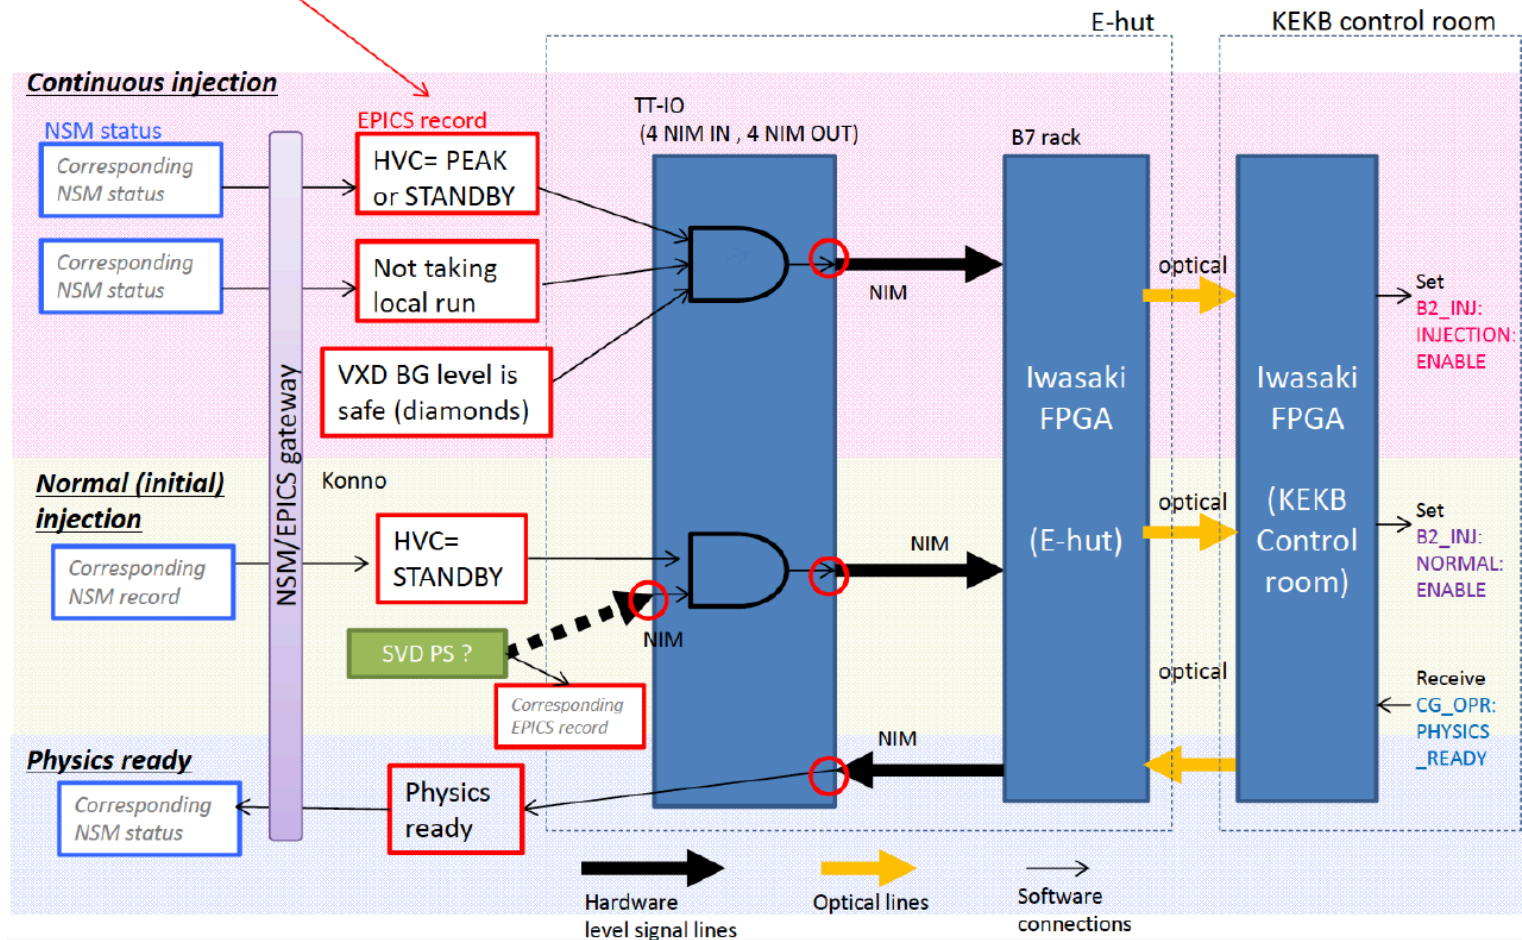 E-hut
KEKB control room
Continuous injection
NSM status
Corresponding
NSM status
Corresponding
NSM status
NSM/EPICS gateway
EPICS record
HVC= PEAK
or STANDBY
Not taking
local run
VXD BG level is
safe (diamonds)
TT-IO
(4 NIM IN , 4 NIM OUT)
NIM
B7 rack
Iwasaki
FPGA
(E-hut)
optical
Iwasaki
FPGA
(KEKB
Control
room)
Set
B2_INJ:
INJECTION:
ENABLE
Normal (initial)
injection
Corresponding
NSM record
Konno
HVC=
STANDBY
SVD PS ?
NIM
Corresponding
EPICS record
NIM
optical
Set
B2_INJ:
NORMAL:
ENABLE
optical
Receive
CG_OPR:
PHYSICS
_READY
Physics ready
Corresponding
NSM status
Physics
ready
NIM
Hardware
level signal lines
Optical lines
Software
connections